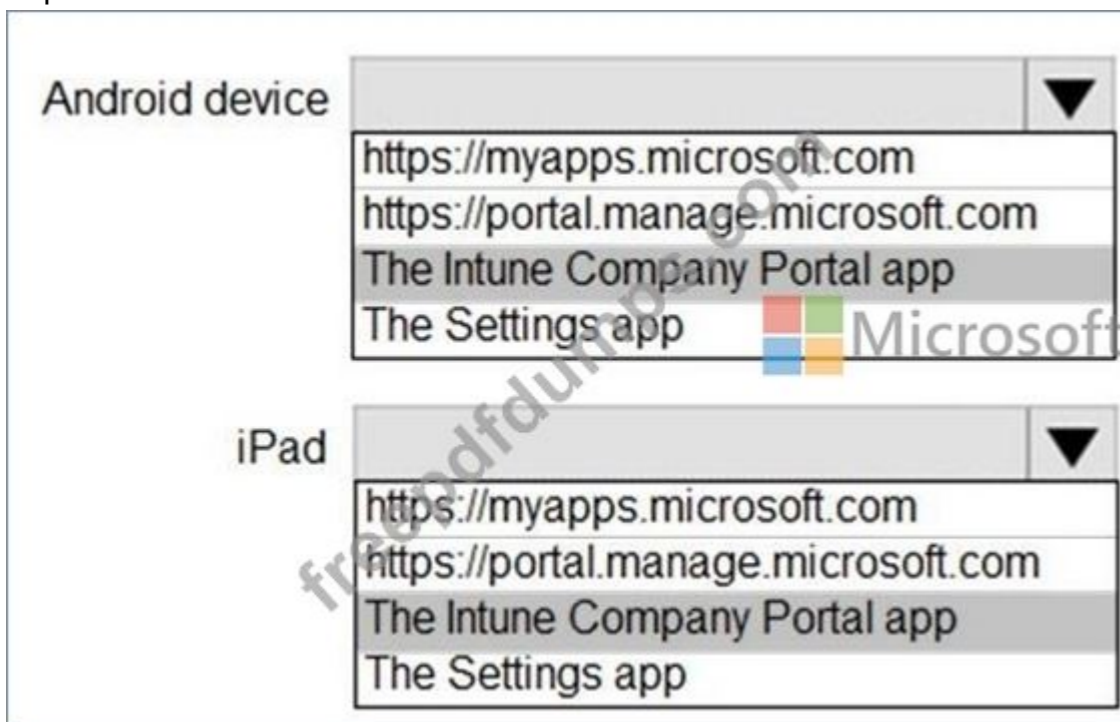 Android device
https://myapps.microsoft.com
https://portal.manage.microsoft.com
The Intune Company Portal app
The Settings app
Microsoft
iPad
https://myapps.microsoft.com
https://portal.manage.microsoft.com
The Intune Company Portal app
The Settings app
freepdfdumps.com